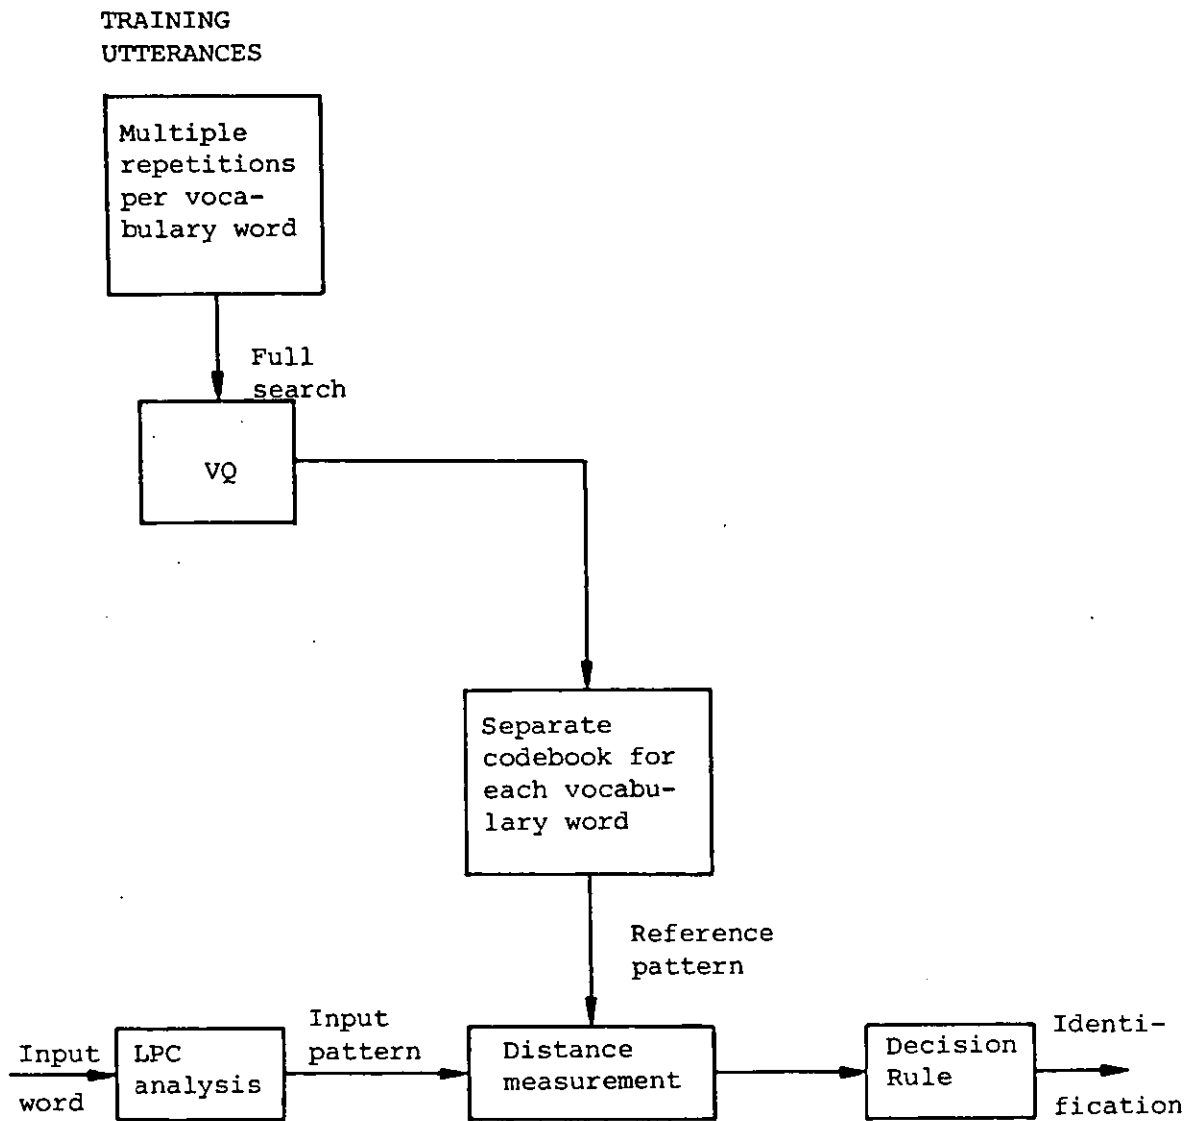 TRAINING
UTTERANCES
Multiple
repetitions
per voca-
bulary word
Full
search
VQ
Separate
codebook for
each vocabu-
lary word
Reference
pattern
Input
word
LPC
analysis
Input
pattern
Distance
measurement
Decision
Rule
Identi-
fication